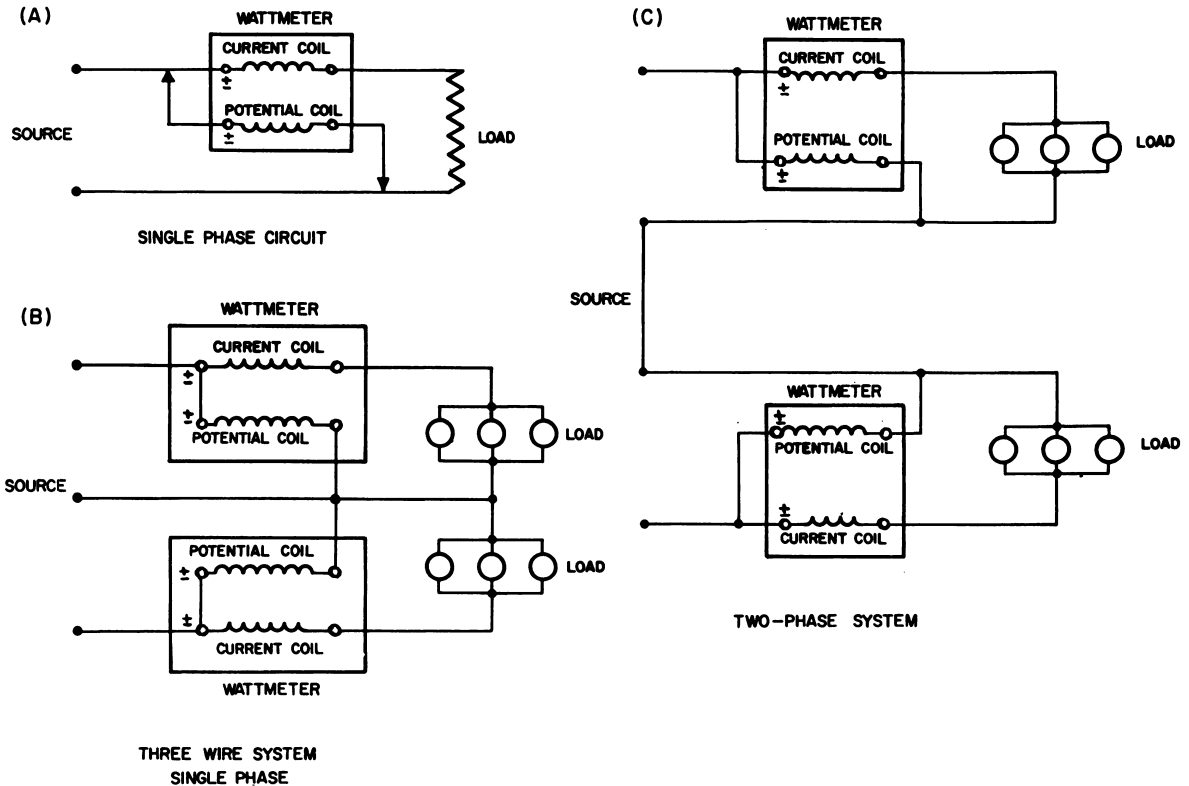 (A)
WATTMETER
CURRENT COIL
±
POTENTIAL COIL
±
SOURCE
LOAD
SINGLE PHASE CIRCUIT
(B)
WATTMETER
CURRENT COIL
±
±
POTENTIAL COIL
LOAD
SOURCE
POTENTIAL COIL
±
±
CURRENT COIL
LOAD
WATTMETER
THREE WIRE SYSTEM
SINGLE PHASE
(C)
WATTMETER
CURRENT COIL
±
POTENTIAL COIL
±
LOAD
SOURCE
WATTMETER
±
POTENTIAL COIL
±
CURRENT COIL
LOAD
TWO-PHASE SYSTEM